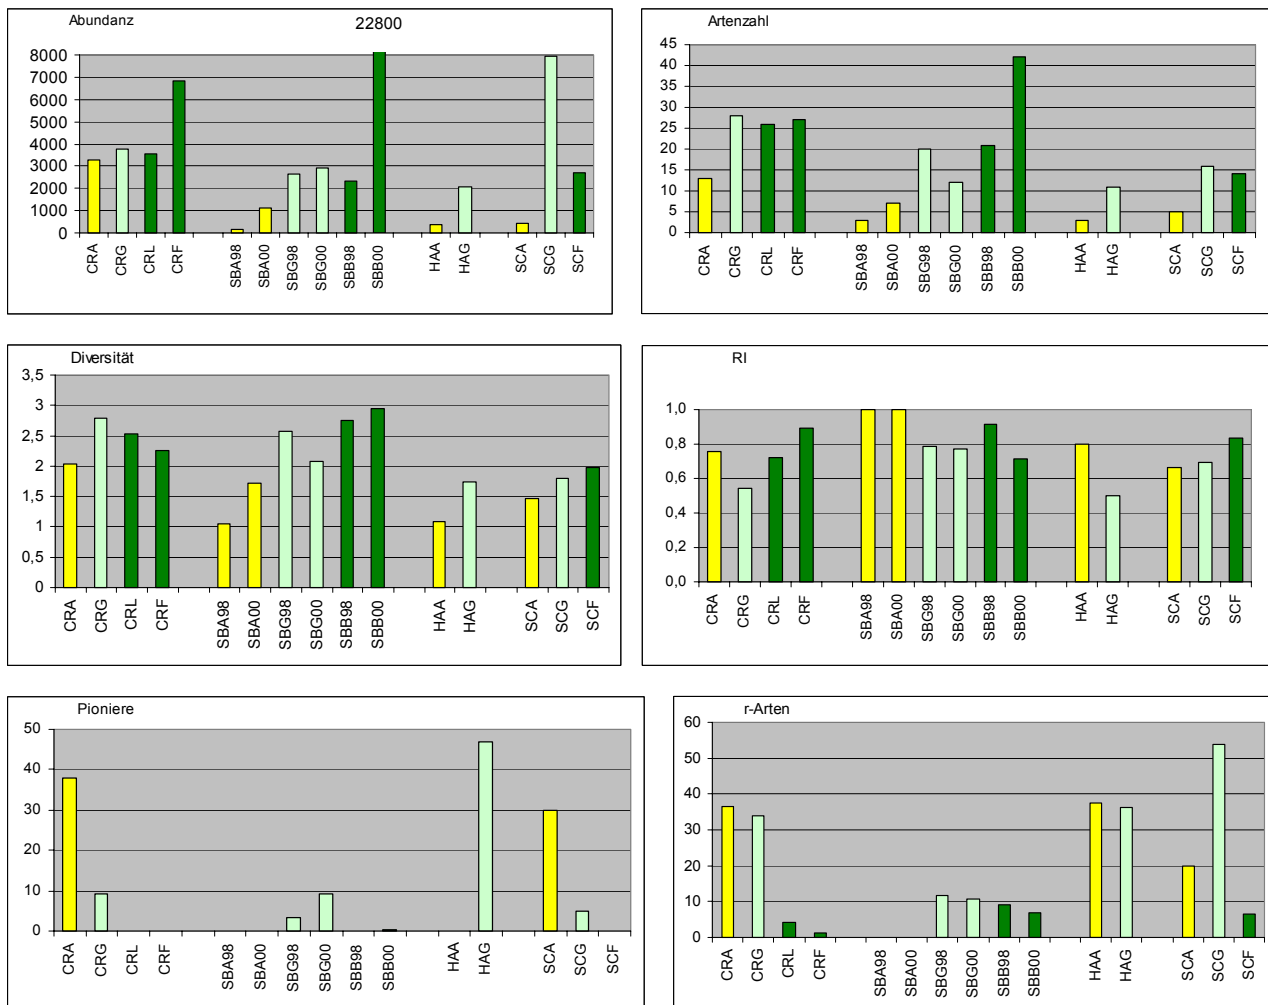 Abundanz
22800
8000
7000
6000
5000
4000
3000
2000
1000
0
CRA
CRG
CRL
CRF
SBA98
SBA00
SBG98
SBG00
SBB98
SBB00
HAA
HAG
SCA
SCG
SCF
Artenzahl
45
40
35
30
25
20
15
10
5
0
CRA
CRG
CRL
CRF
SBA98
SBA00
SBG98
SBG00
SBB98
SBB00
HAA
HAG
SCA
SCG
SCF
Diversität
3,5
3
2,5
2
1,5
1
0,5
0
CRA
CRG
CRL
CRF
SBA98
SBA00
SBG98
SBG00
SBB98
SBB00
HAA
HAG
SCA
SCG
SCF
RI
1,0
0,8
0,6
0,4
0,2
0,0
CRA
CRG
CRL
CRF
SBA98
SBA00
SBG98
SBG00
SBB98
SBB00
HAA
HAG
SCA
SCG
SCF
Pioniere
50
40
30
20
10
0
CRA
CRG
CRL
CRF
SBA98
SBA00
SBG98
SBG00
SBB98
SBB00
HAA
HAG
SCA
SCG
SCF
r-Arten
60
50
40
30
20
10
0
CRA
CRG
CRL
CRF
SBA98
SBA00
SBG98
SBG00
SBB98
SBB00
HAA
HAG
SCA
SCG
SCF